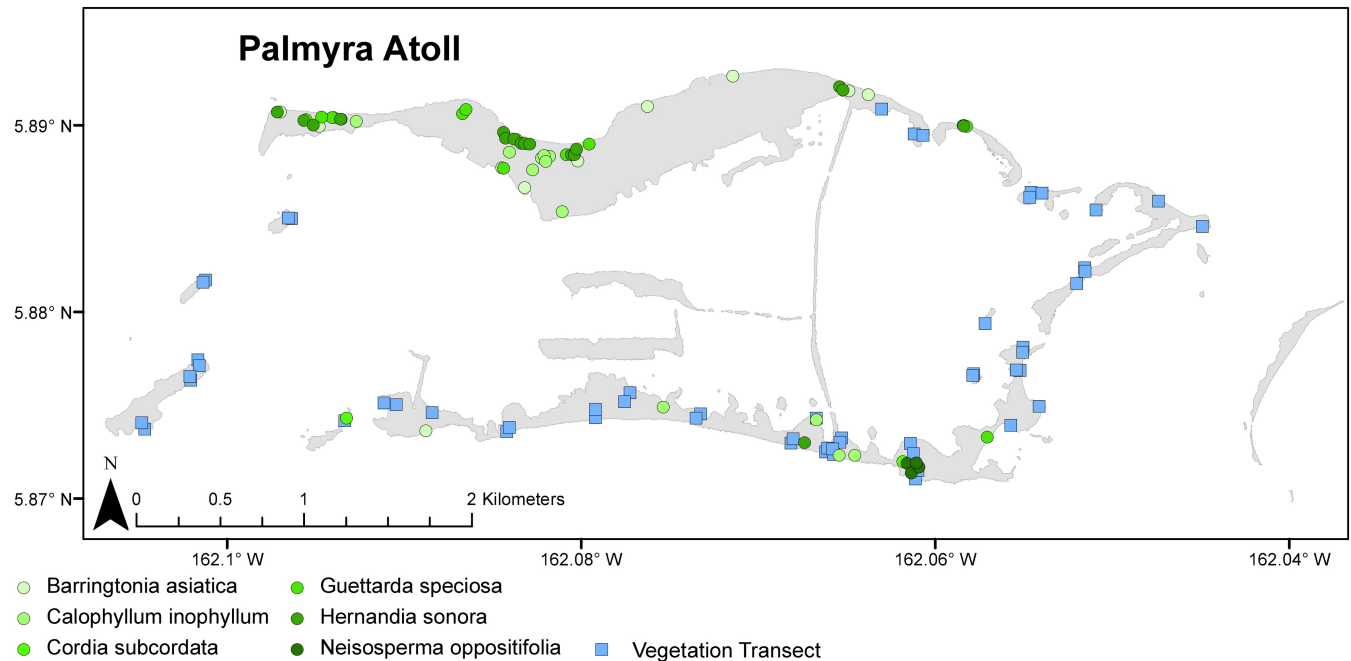 Palmyra Atoll
5.89° N
5.88° N
5.87° N
N
0 0.5 1 2 Kilometers
162.1° W 162.08° W 162.06° W 162.04° W
Barringtonia asiatica
Calophyllum inophyllum
Cordia subcordata
Guettarda speciosa
Hernandia sonora
Neisosperma oppositifolia
Vegetation Transect